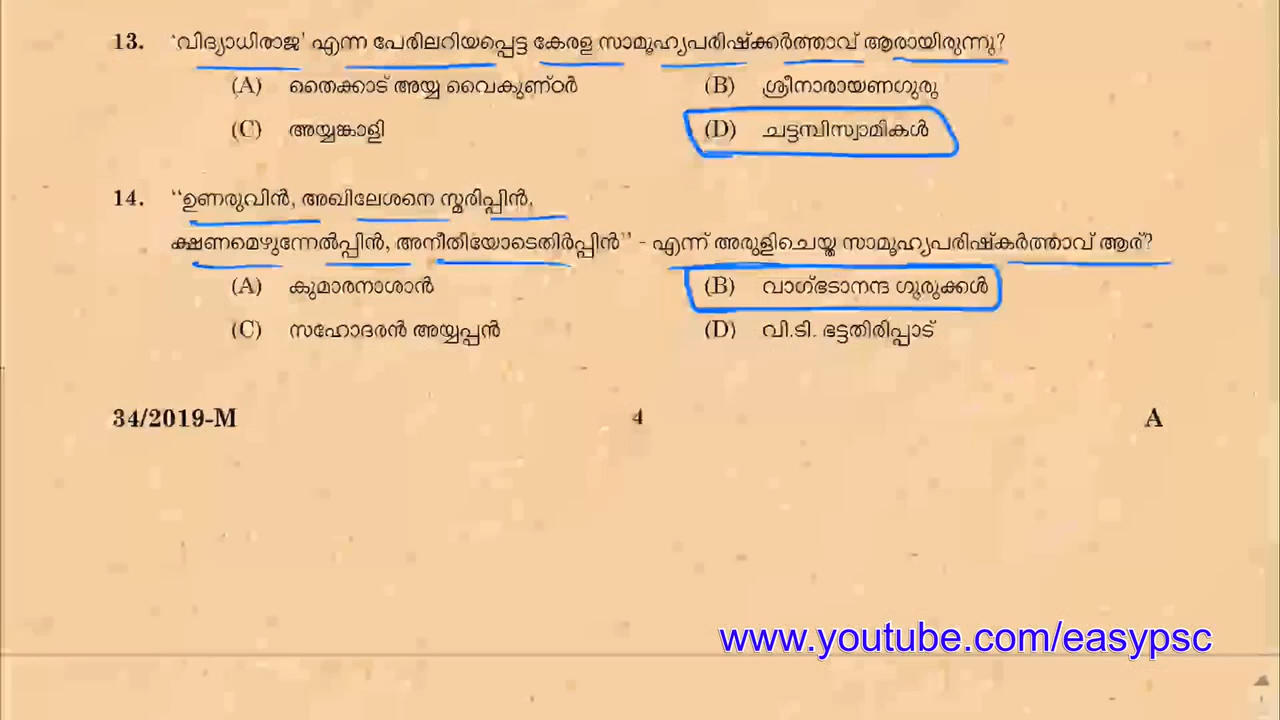 13. 'വിദ്യാധിരാജ' എന്ന പേരിലറിയപ്പെട്ട കേരള സാമൂഹ്യപരിഷ്ക്കർത്താവ് ആരായിരുന്നു?
(A) തൈക്കാട് അയ്യ വൈകുണ്ഠർ (B) ശ്രീനാരായണഗുരു
(C) അയ്യങ്കാളി (D) ചട്ടമ്പിസ്വാമികൾ
14. "ഉണരുവിൻ, അഖിലേശനെ സ്മരിപ്പിൻ,
ക്ഷണമെഴുന്നേൽപ്പിൻ, അനീതിയോടെതിർപ്പിൻ" - എന്ന് അരുളിചെയ്ത സാമൂഹ്യപരിഷ്കർത്താവ് ആര്?
(A) കുമാരനാശാൻ (B) വാഗ്ഭടാനന്ദ ഗുരുക്കൾ
(C) സഹോദരൻ അയ്യപ്പൻ (D) വി.ടി. ഭട്ടതിരിപ്പാട്
34/2019-M 4 A
www.youtube.com/easypsc